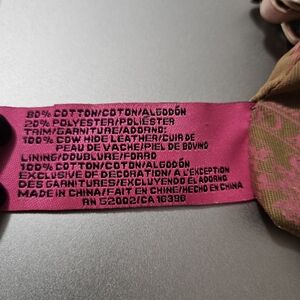 80% COTTON/COTON/ALGODÓN
20% POLYESTER/POLIÉSTER
TRIM/GARNITURE/ADORNO:
100% COW HIDE LEATHER/CUIR DE
PEAU DE VACHE/PIEL DE BOVINO
LINING/DOUBLURE/FORRO
100% COTTON/COTON/ALGODÓN
EXCLUSIVE OF DECORATION/A L'EXCEPTION
DES GARNITURES/EXCLUYENDO EL ADORNO
MADE IN CHINA/FAIT EN CHINE/HECHO EN CHINA
RN 52002/CA 16396